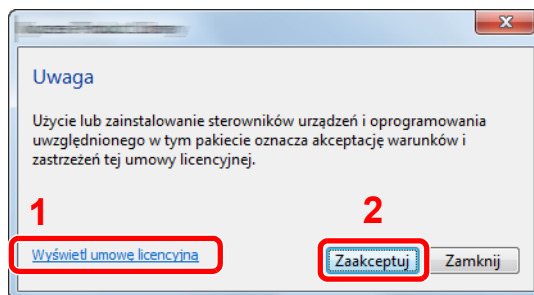 Uwaga
Użycie lub zainstalowanie sterowników urządzeń i oprogramowania
uwzględnionego w tym pakiecie oznacza akceptację warunków i
zastrzeżeń tej umowy licencyjnej.
1
2
Wyświetl umowę licencyjną
Zaakceptuj
Zamknij